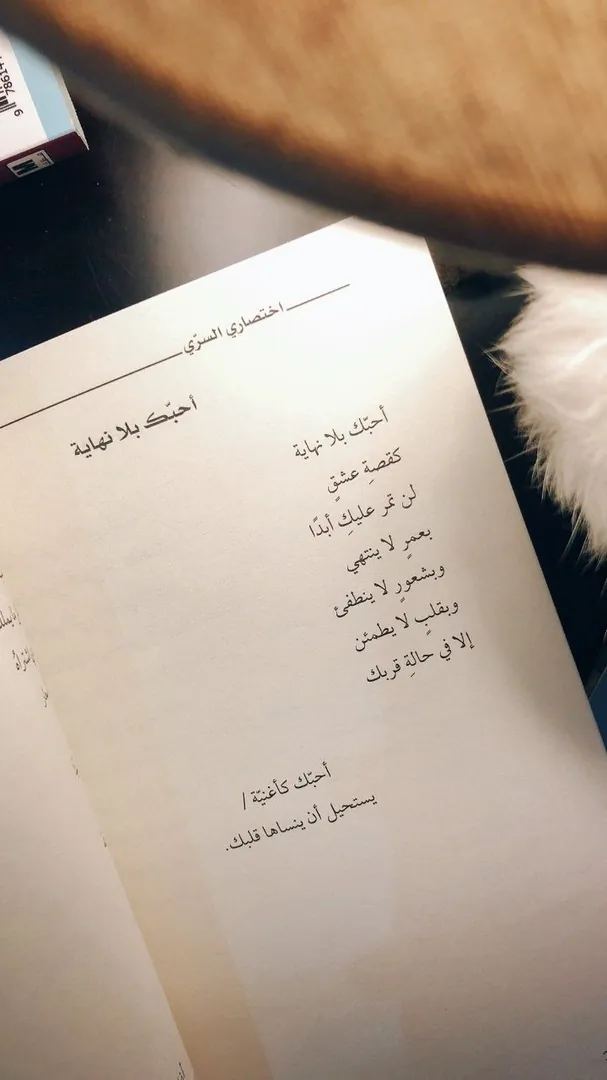 اختصاري السرّي
أحبّك بلا نهاية
أحبّك بلا نهاية
كقصةِ عشقٍ
لن تمر عليكِ أبدًا
بعمرٍ لا ينتهي
وبشعورٍ لا ينطفئ
وبقلبٍ لا يطمئن
إلا في حالةِ قربك
أحبّك كأغنيّة /
يستحيل أن ينساها قلبك.